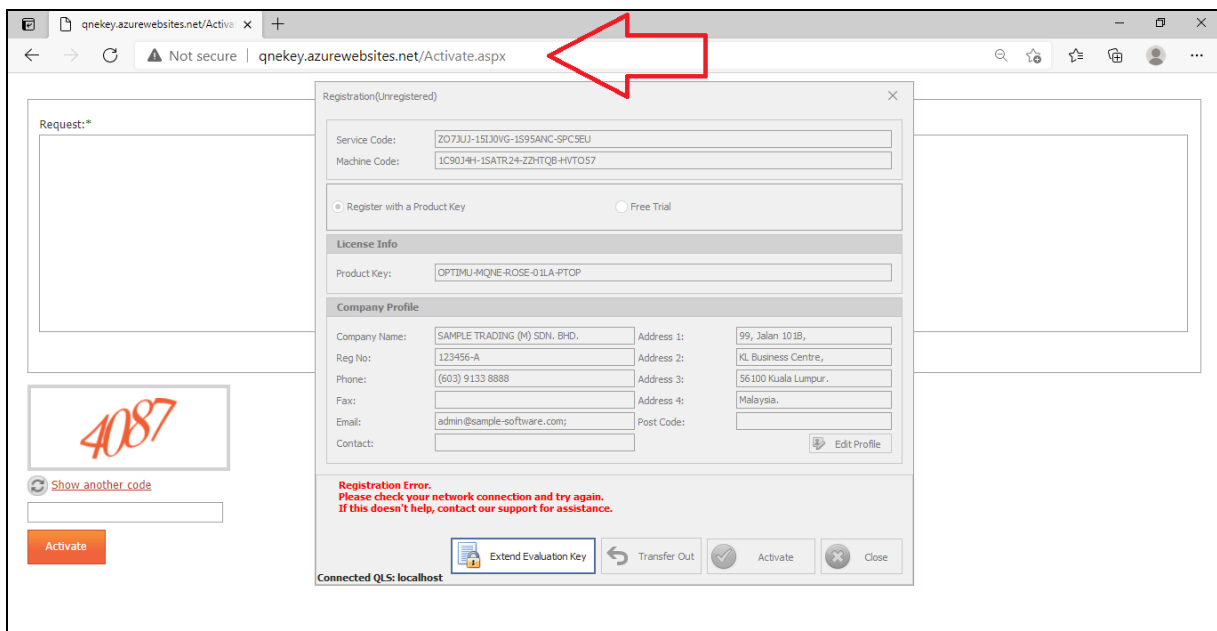 qnekey.azurewebsites.net/Activa
Not secure | qnekey.azurewebsites.net/Activate.aspx
Request:*
Registration(Unregistered)
Service Code: ZO7JUJ-15IJ0VG-1S95ANC-SPC5EU
Machine Code: 1C90J4H-1SATR24-ZZHTQB-HVTO57
Register with a Product Key Free Trial
License Info
Product Key: OPTIMU-MQNE-ROSE-01LA-PTOP
Company Profile
Company Name: SAMPLE TRADING (M) SDN. BHD. Address 1: 99, Jalan 101B,
Reg No: 123456-A Address 2: KL Business Centre,
Phone: (603) 9133 8888 Address 3: 56100 Kuala Lumpur.
Fax: Address 4: Malaysia.
Email: admin@sample-software.com; Post Code:
Contact: Edit Profile
4087
Show another code
Activate
Registration Error.
Please check your network connection and try again.
If this doesn't help, contact our support for assistance.
Extend Evaluation Key Transfer Out Activate Close
Connected QLS: localhost